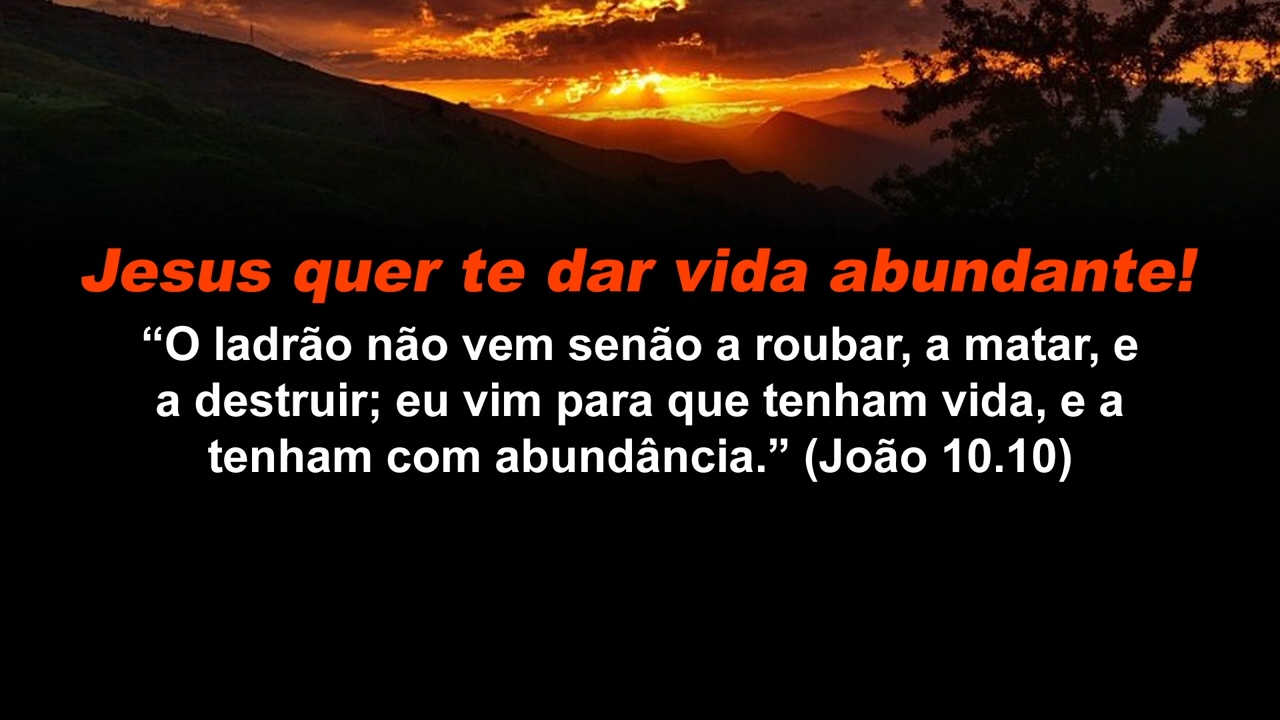 Jesus quer te dar vida abundante!
“O ladrão não vem senão a roubar, a matar, e
a destruir; eu vim para que tenham vida, e a
tenham com abundância.” (João 10.10)